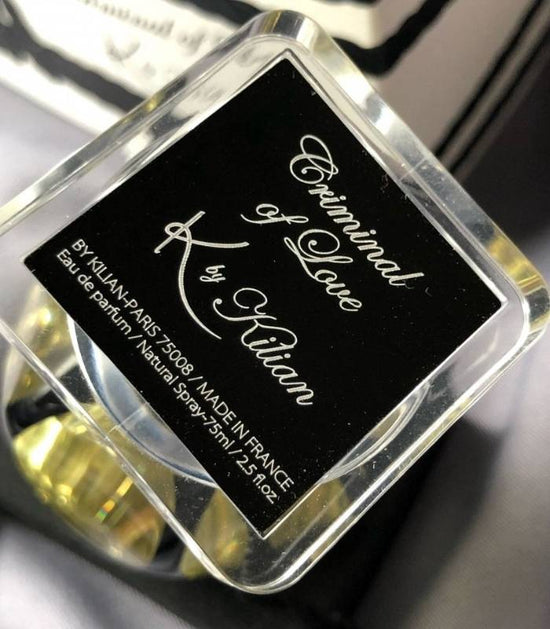 Criminal
of Love
K by Kilian
BY KILIAN-PARIS 75008 / MADE IN FRANCE
Eau de parfum / Natural Spray-75ml / 2.5 fl.oz